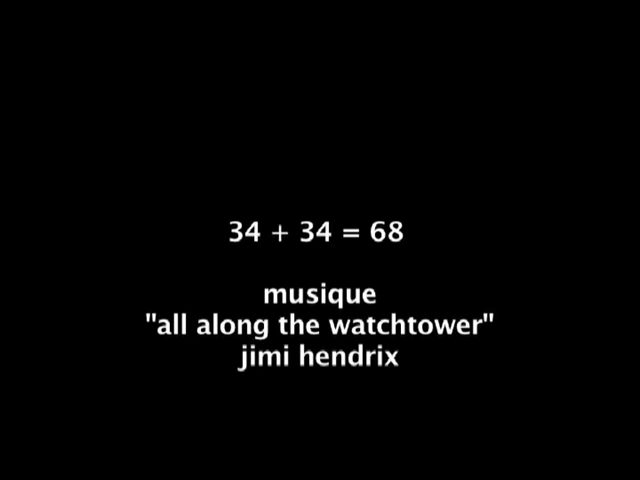 34 + 34 = 68
musique
"all along the watchtower"
jimi hendrix